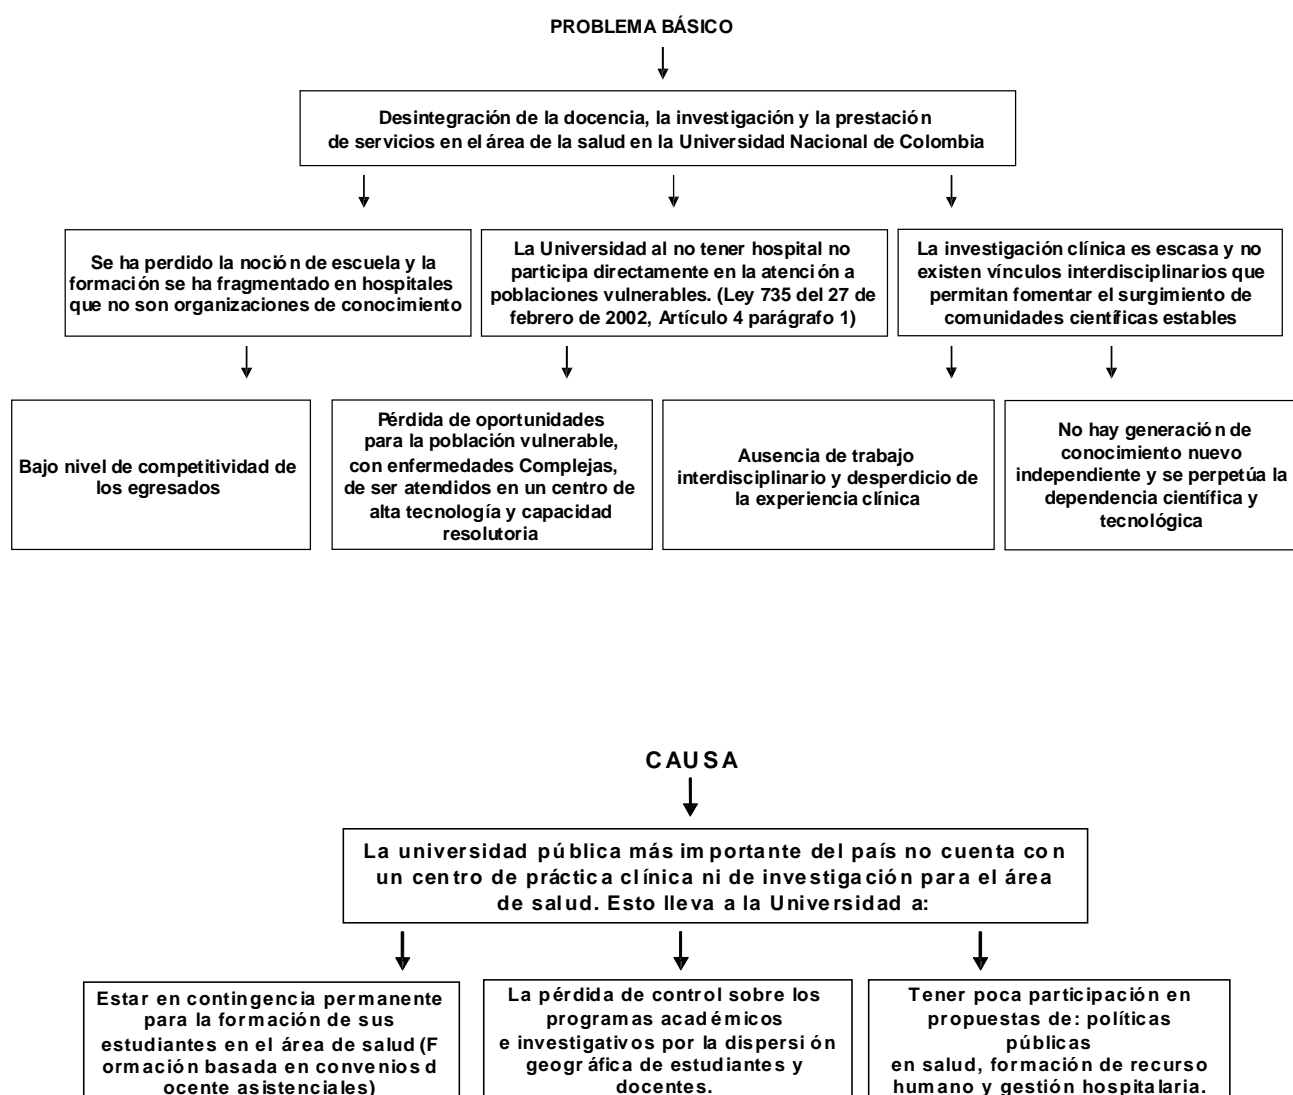 PROBLEMA BÁSICO
Desintegración de la docencia, la investigación y la prestación
de servicios en el área de la salud en la Universidad Nacional de Colombia
Se ha perdido la noción de escuela y la
formación se ha fragmentado en hospitales
que no son organizaciones de conocimiento
La Universidad al no tener hospital no
participa directamente en la atención a
poblaciones vulnerables. (Ley 735 del 27 de
febrero de 2002, Artículo 4 parágrafo 1)
La investigación clínica es escasa y no
existen vínculos interdisciplinarios que
permitan fomentar el surgimiento de
comunidades científicas estables
Bajo nivel de competitividad de
los egresados
Pérdida de oportunidades
para la población vulnerable,
con enfermedades Complejas,
de ser atendidos en un centro de
alta tecnología y capacidad
resolutoria
Ausencia de trabajo
interdisciplinario y desperdicio de
la experiencia clínica
No hay generación de
conocimiento nuevo
independiente y se perpetúa la
dependencia científica y
tecnológica
CAUSA
La universidad pública más importante del país no cuenta con
un centro de práctica clínica ni de investigación para el área
de salud. Esto lleva a la Universidad a:
Estar en contingencia permanente
para la formación de sus
estudiantes en el área de salud (F
ormación basada en convenios d
ocente asistenciales)
La pérdida de control sobre los
programas académicos
e investigativos por la dispersión
geográfica de estudiantes y
docentes.
Tener poca participación en
propuestas de: políticas
públicas
en salud, formación de recurso
humano y gestión hospitalaria.